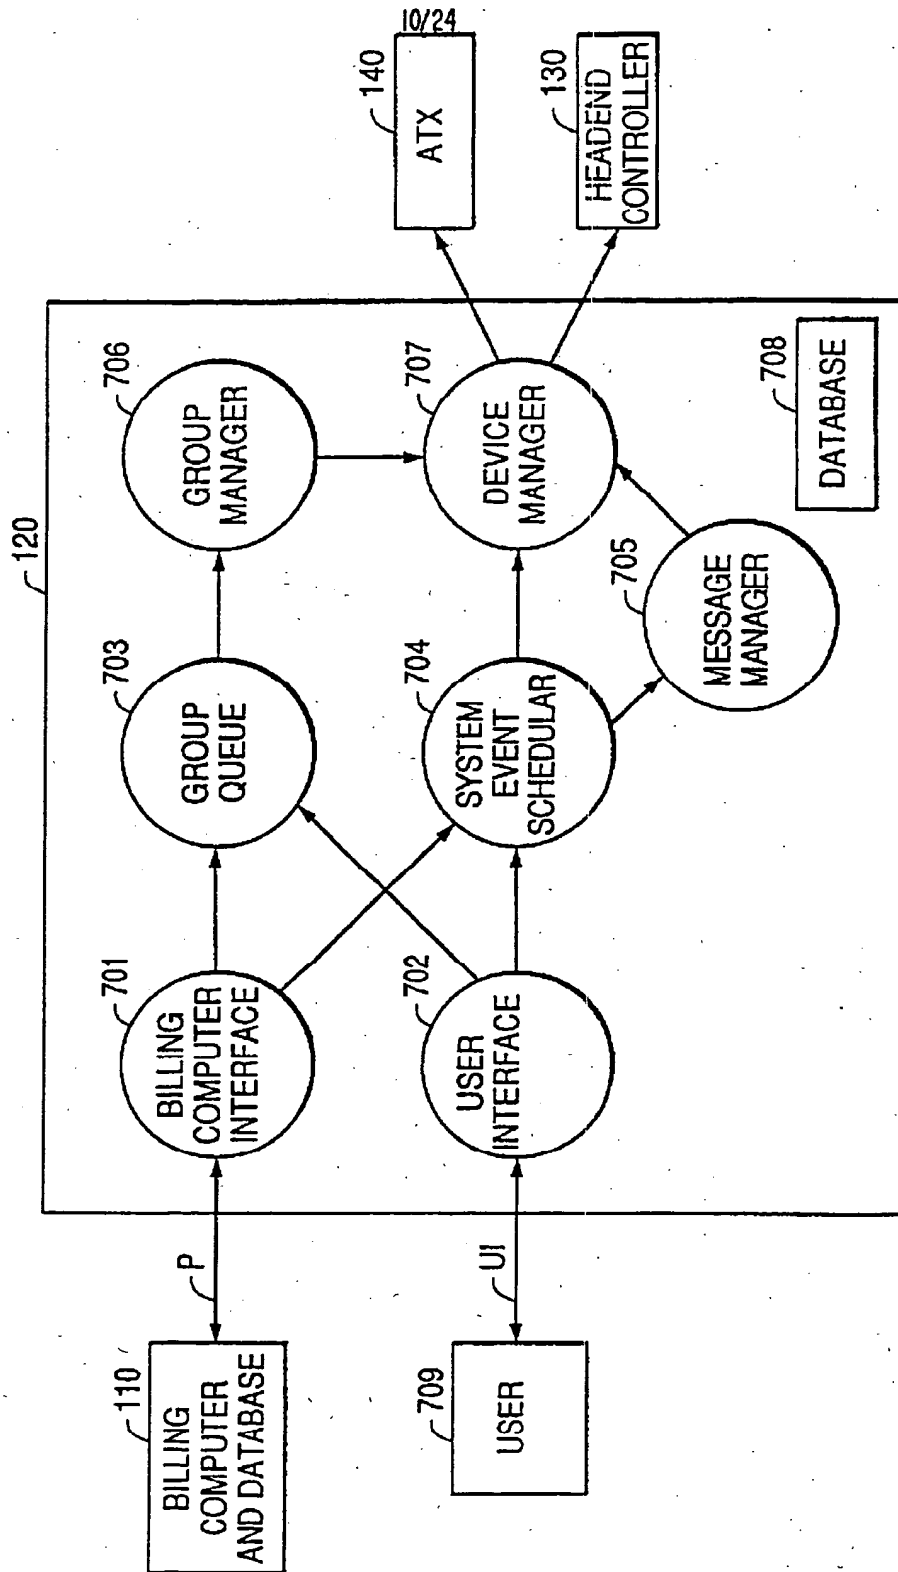 10/24
140
ATX
130
HEADEND
CONTROLLER
120
706
GROUP
MANAGER
707
DEVICE
MANAGER
708
DATABASE
705
MESSAGE
MANAGER
703
GROUP
QUEUE
704
SYSTEM
EVENT
SCHEDULAR
701
BILLING
COMPUTER
INTERFACE
702
USER
INTERFACE
P
UI
110
BILLING
COMPUTER
AND DATABASE
709
USER